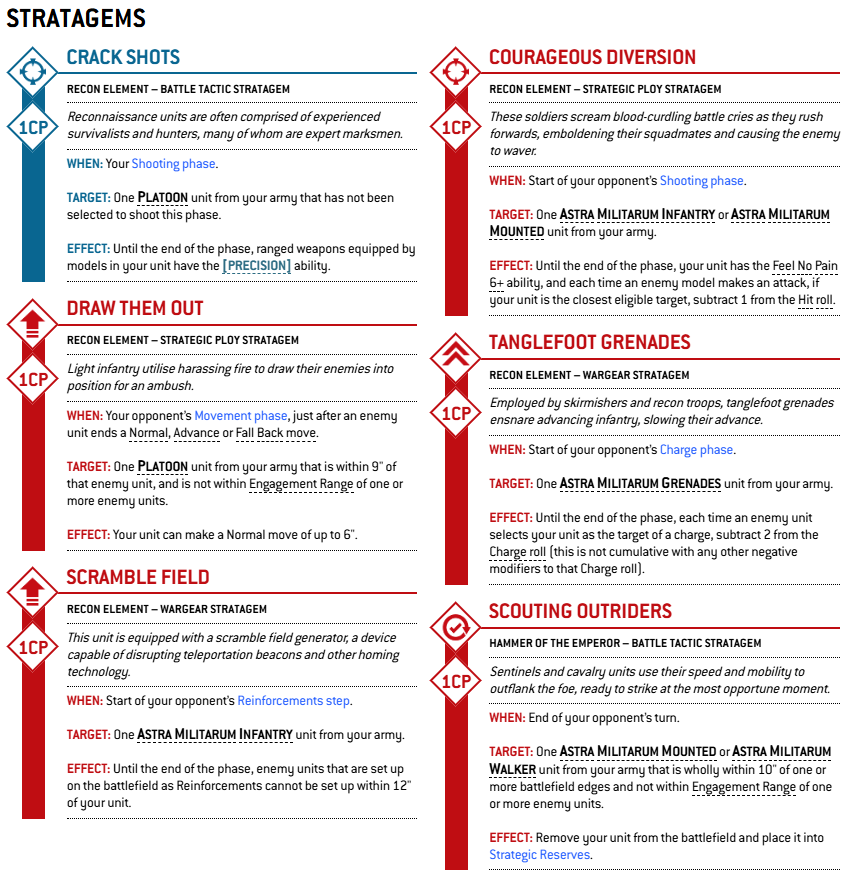 STRATAGEMS
CRACK SHOTS
RECON ELEMENT – BATTLE TACTIC STRATAGEM
1CP
Reconnaissance units are often comprised of experienced
survivalists and hunters, many of whom are expert marksmen.
WHEN: Your Shooting phase.
TARGET: One PLATOON unit from your army that has not been
selected to shoot this phase.
EFFECT: Until the end of the phase, ranged weapons equipped by
models in your unit have the [PRECISION] ability.
DRAW THEM OUT
RECON ELEMENT – STRATEGIC PLOY STRATAGEM
1CP
Light infantry utilise harassing fire to draw their enemies into
position for an ambush.
WHEN: Your opponent's Movement phase, just after an enemy
unit ends a Normal, Advance or Fall Back move.
TARGET: One PLATOON unit from your army that is within 9" of
that enemy unit, and is not within Engagement Range of one or
more enemy units.
EFFECT: Your unit can make a Normal move of up to 6".
SCRAMBLE FIELD
RECON ELEMENT – WARGEAR STRATAGEM
1CP
This unit is equipped with a scramble field generator, a device
capable of disrupting teleportation beacons and other homing
technology.
WHEN: Start of your opponent's Reinforcements step.
TARGET: One ASTRA MILITARUM INFANTRY unit from your army.
EFFECT: Until the end of the phase, enemy units that are set up
on the battlefield as Reinforcements cannot be set up within 12"
of your unit.
COURAGEOUS DIVERSION
RECON ELEMENT – STRATEGIC PLOY STRATAGEM
1CP
These soldiers scream blood-curdling battle cries as they rush
forwards, emboldening their squadmates and causing the enemy
to waver.
WHEN: Start of your opponent's Shooting phase.
TARGET: One ASTRA MILITARUM INFANTRY or ASTRA MILITARUM
MOUNTED unit from your army.
EFFECT: Until the end of the phase, your unit has the Feel No Pain
6+ ability, and each time an enemy model makes an attack, if
your unit is the closest eligible target, subtract 1 from the Hit roll.
TANGLEFOOT GRENADES
RECON ELEMENT – WARGEAR STRATAGEM
1CP
Employed by skirmishers and recon troops, tanglefoot grenades
ensnare advancing infantry, slowing their advance.
WHEN: Start of your opponent's Charge phase.
TARGET: One ASTRA MILITARUM GRENADES unit from your army.
EFFECT: Until the end of the phase, each time an enemy unit
selects your unit as the target of a charge, subtract 2 from the
Charge roll (this is not cumulative with any other negative
modifiers to that Charge roll).
SCOUTING OUTRIDERS
HAMMER OF THE EMPEROR – BATTLE TACTIC STRATAGEM
1CP
Sentinels and cavalry units use their speed and mobility to
outflank the foe, ready to strike at the most opportune moment.
WHEN: End of your opponent's turn.
TARGET: One ASTRA MILITARUM MOUNTED or ASTRA MILITARUM
WALKER unit from your army that is wholly within 10" of one or
more battlefield edges and not within Engagement Range of one
or more enemy units.
EFFECT: Remove your unit from the battlefield and place it into
Strategic Reserves.